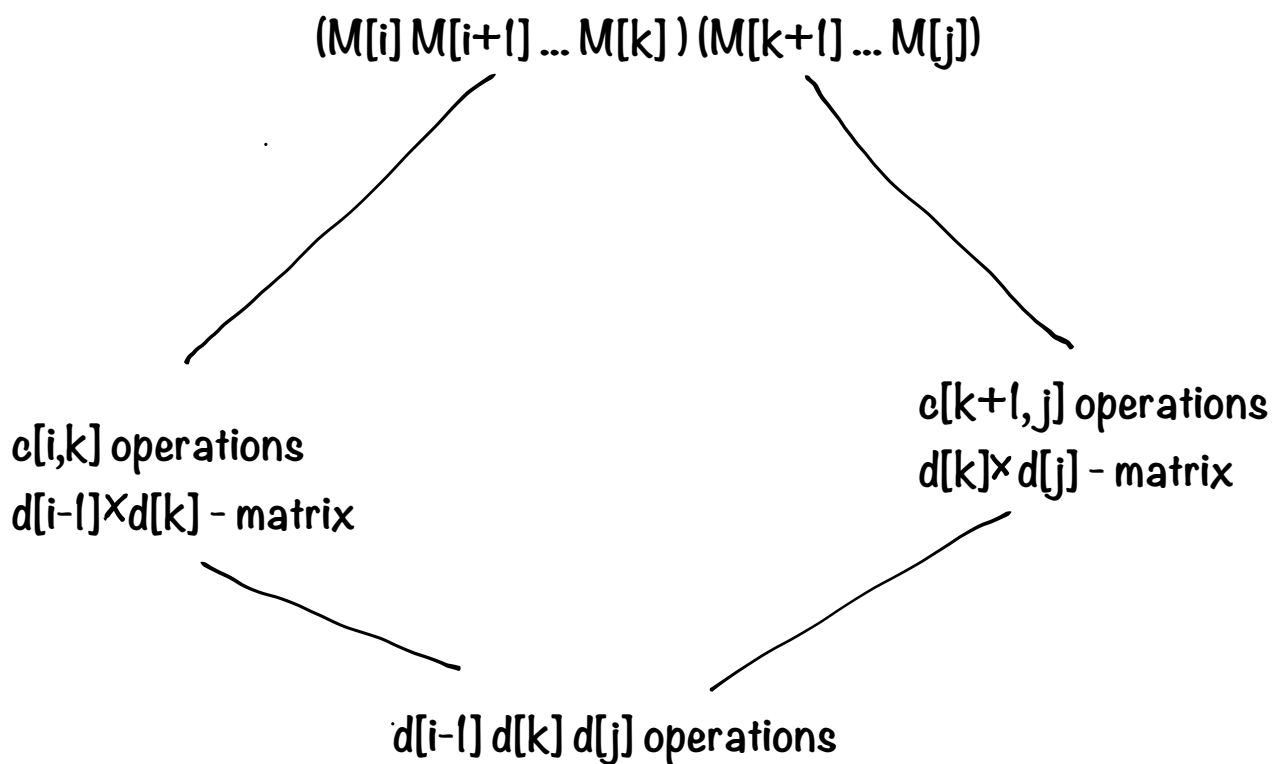 (M[i] M[i+1] ... M[k] ) (M[k+1] ... M[j])
c[i,k] operations
d[i-1]×d[k] - matrix
c[k+1, j] operations
d[k]× d[j] - matrix
d[i-1] d[k] d[j] operations